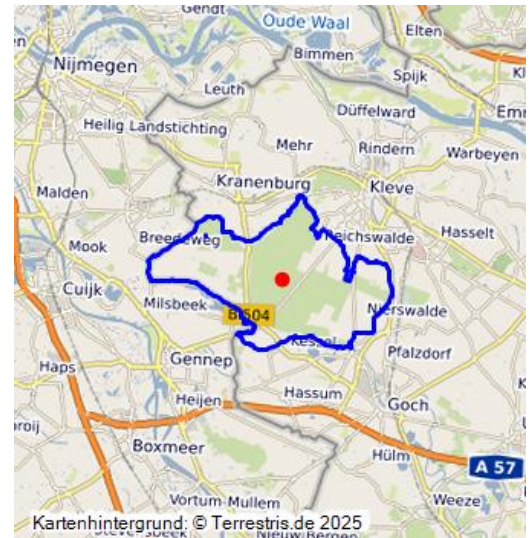 Gendt
Oude Waal
Elten
Nijmegen
Bimmen
Leuth
Spijk
Düffelward
Heilig Landstichting
Mehr
Rindern
Warbeyen
Kranenburg
Malden
Kleve
Breedeweg
Reichswalde
Hasselt
Mook
Cuijk
Milsbeek
B 504
Nierswalde
Kessel
Gennep
Pfalzdorf
Haps
Hassum
Heijen
Goch
Boxmeer
Hülm
A 57
Vortum-Mullem
Weeze
Kartenhintergrund: © Terrestris.de 2025